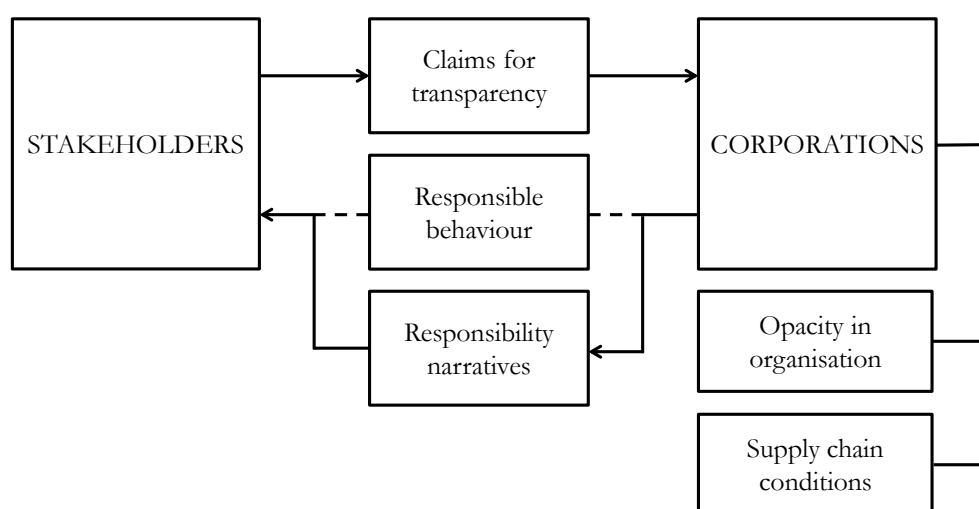 Claims for
transparency
STAKEHOLDERS
CORPORATIONS
Responsible
behaviour
Responsibility
narratives
Opacity in
organisation
Supply chain
conditions